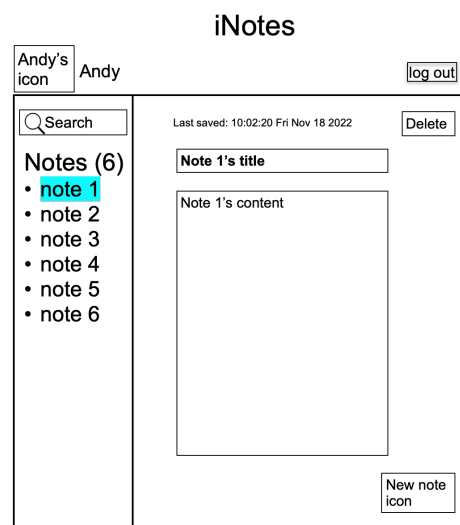 iNotes
Andy's
icon
Andy
log out
Search
Last saved: 10:02:20 Fri Nov 18 2022
Delete
Notes (6)
• note 1
• note 2
• note 3
• note 4
• note 5
• note 6
Note 1's title
Note 1's content
New note
icon